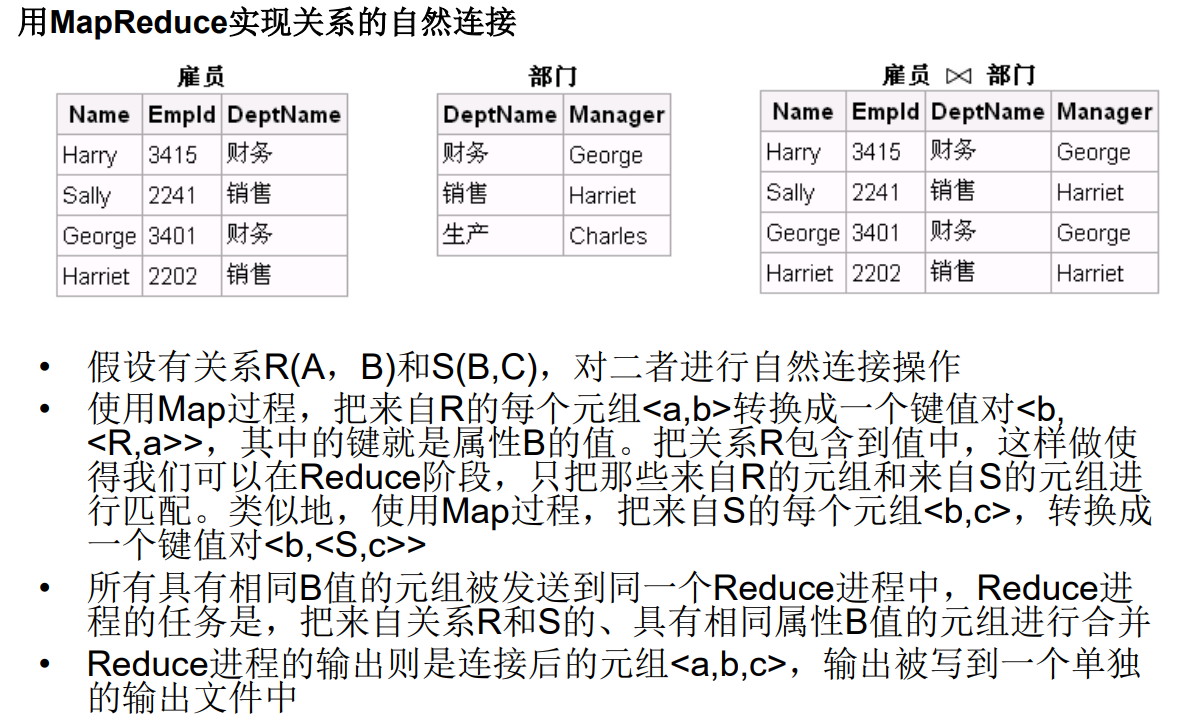 用MapReduce实现关系的自然连接
雇员
Name EmpId DeptName
Harry 3415 财务
Sally 2241 销售
George 3401 财务
Harriet 2202 销售
部门
DeptName Manager
财务 George
销售 Harriet
生产 Charles
雇员 ⋈ 部门
Name EmpId DeptName Manager
Harry 3415 财务 George
Sally 2241 销售 Harriet
George 3401 财务 George
Harriet 2202 销售 Harriet
• 假设有关系R(A，B)和S(B,C)，对二者进行自然连接操作
• 使用Map过程，把来自R的每个元组<a,b>转换成一个键值对<b,
<R,a>>，其中的键就是属性B的值。把关系R包含到值中，这样做使
得我们可以在Reduce阶段，只把那些来自R的元组和来自S的元组进
行匹配。类似地，使用Map过程，把来自S的每个元组<b,c>，转换成
一个键值对<b,<S,c>>
• 所有具有相同B值的元组被发送到同一个Reduce进程中，Reduce进
程的任务是，把来自关系R和S的、具有相同属性B值的元组进行合并
• Reduce进程的输出则是连接后的元组<a,b,c>，输出被写到一个单独
的输出文件中